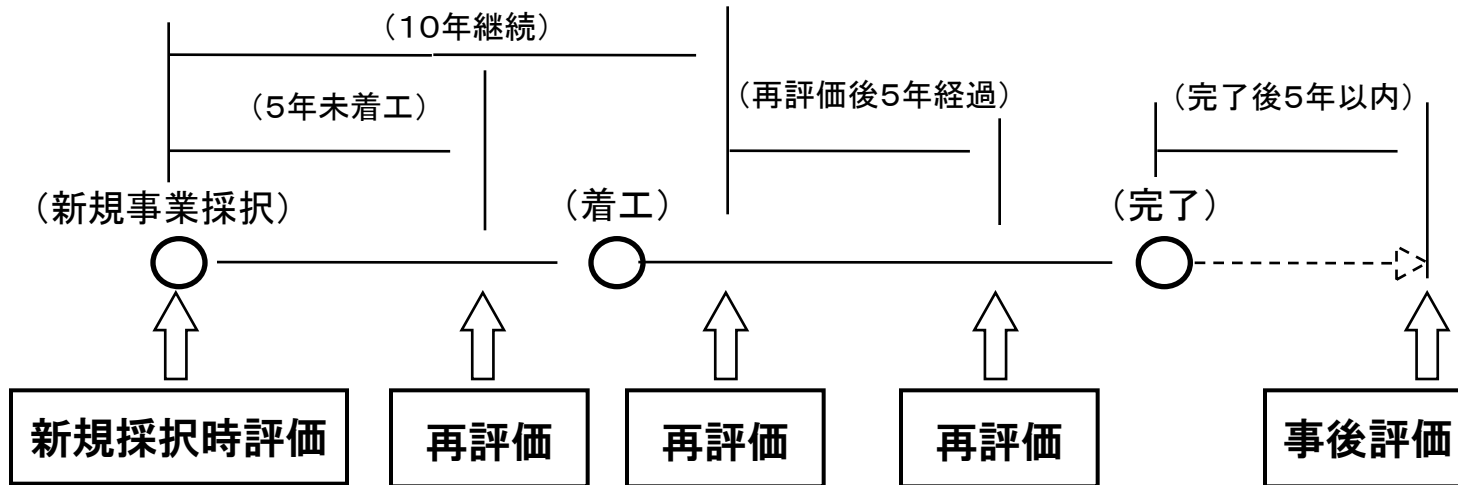 （10年継続）
（5年未着工）
（再評価後5年経過）
（完了後5年以内）
（新規事業採択）
（着工）
（完了）
新規採択時評価
再評価
再評価
再評価
事後評価